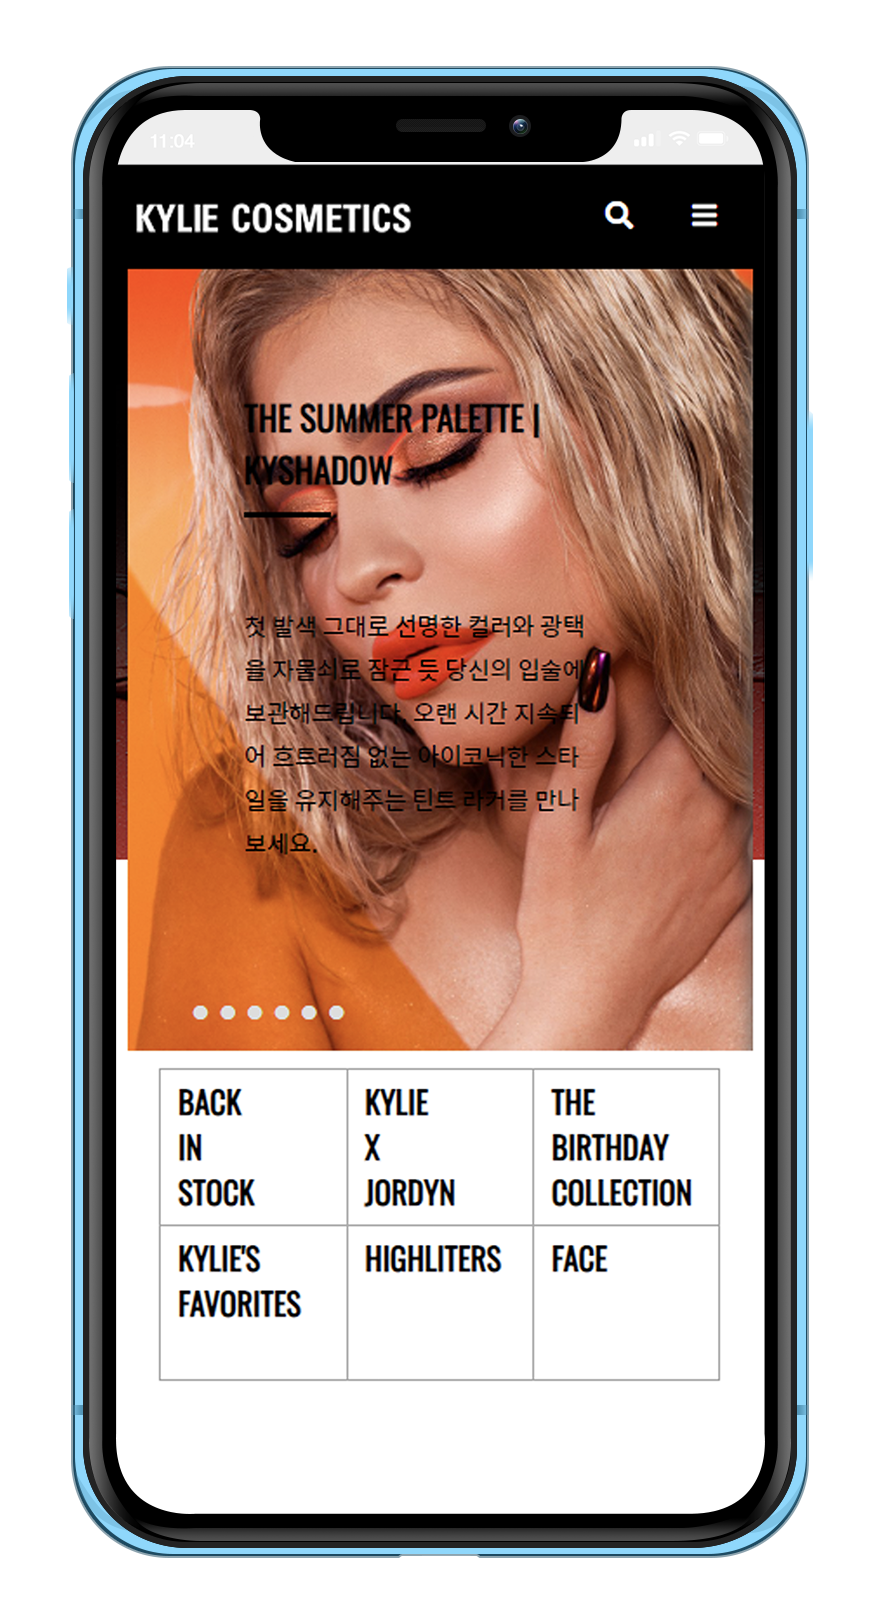 11:04
KYLIE COSMETICS
THE SUMMER PALETTE |
KYSHADOW
첫 발색 그대로 선명한 컬러와 광택
을 자물쇠로 잠근 듯 당신의 입술에
보관해드립니다. 오랜 시간 지속되
어 흐트러짐 없는 아이코닉한 스타
일을 유지해주는 틴트 라커를 만나
보세요.
BACK
IN
STOCK
KYLIE
X
JORDYN
THE
BIRTHDAY
COLLECTION
KYLIE'S
FAVORITES
HIGHLITERS
FACE